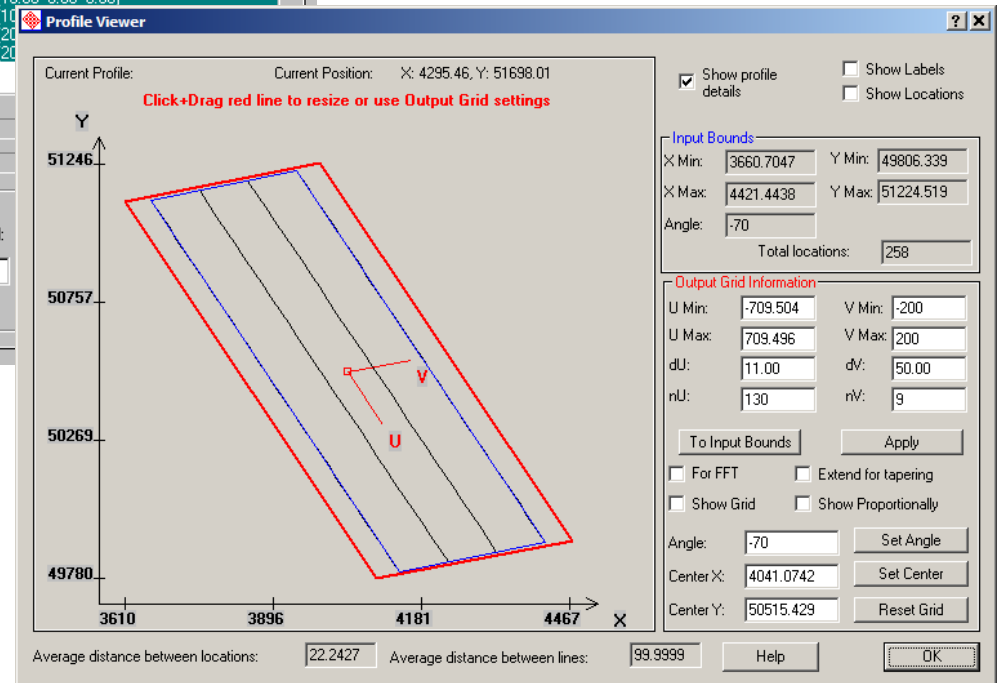 Profile Viewer
Current Profile: Current Position: X: 4295.46, Y: 51698.01
Click+Drag red line to resize or use Output Grid settings
Y
51246
50757
50269
49780
3610 3896 4181 4467 X
V
U
Show profile details
Show Labels
Show Locations
Input Bounds
X Min: 3660.7047 Y Min: 49806.339
X Max: 4421.4438 Y Max: 51224.519
Angle: -70
Total locations: 258
Output Grid Information
U Min: -709.504 V Min: -200
U Max: 709.496 V Max: 200
dU: 11.00 dV: 50.00
nU: 130 nV: 9
To Input Bounds Apply
For FFT Extend for tapering
Show Grid Show Proportionally
Angle: -70 Set Angle
Center X: 4041.0742 Set Center
Center Y: 50515.429 Reset Grid
Average distance between locations: 22.2427 Average distance between lines: 99.9999 Help OK